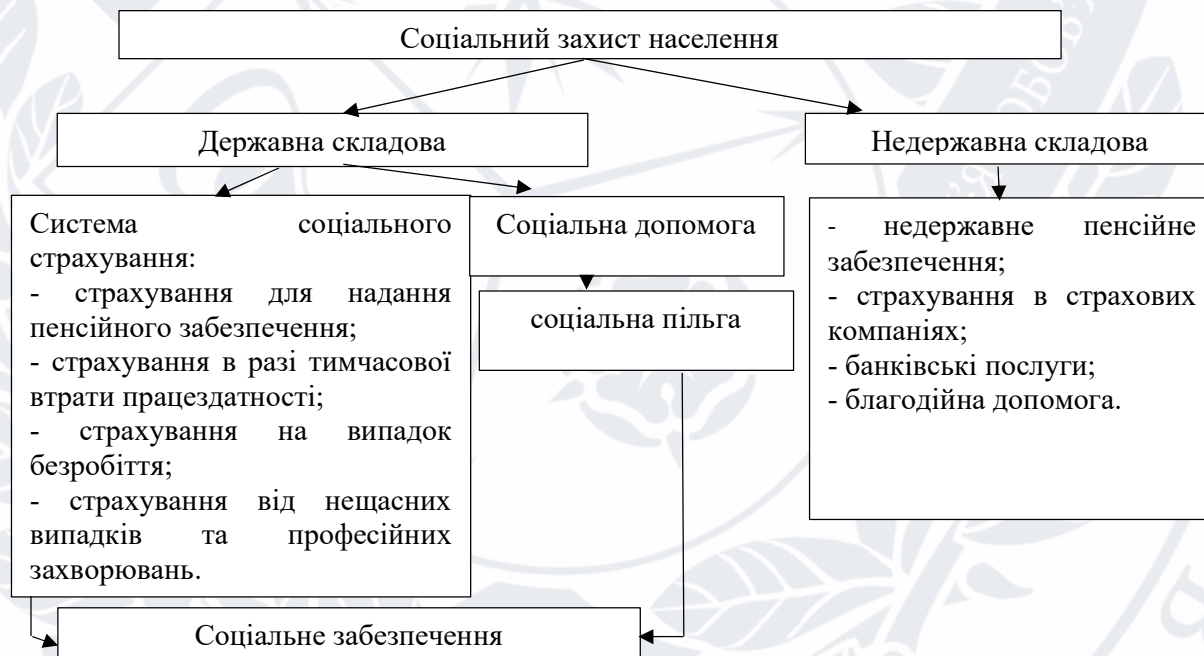 Соціальний захист населення
Державна складова
Недержавна складова
Система соціального
страхування:
- страхування для надання
пенсійного забезпечення;
- страхування в разі тимчасової
втрати працездатності;
- страхування на випадок
безробіття;
- страхування від нещасних
випадків та професійних
захворювань.
Соціальна допомога
соціальна пільга
- недержавне пенсійне
забезпечення;
- страхування в страхових
компаніях;
- банківські послуги;
- благодійна допомога.
Соціальне забезпечення